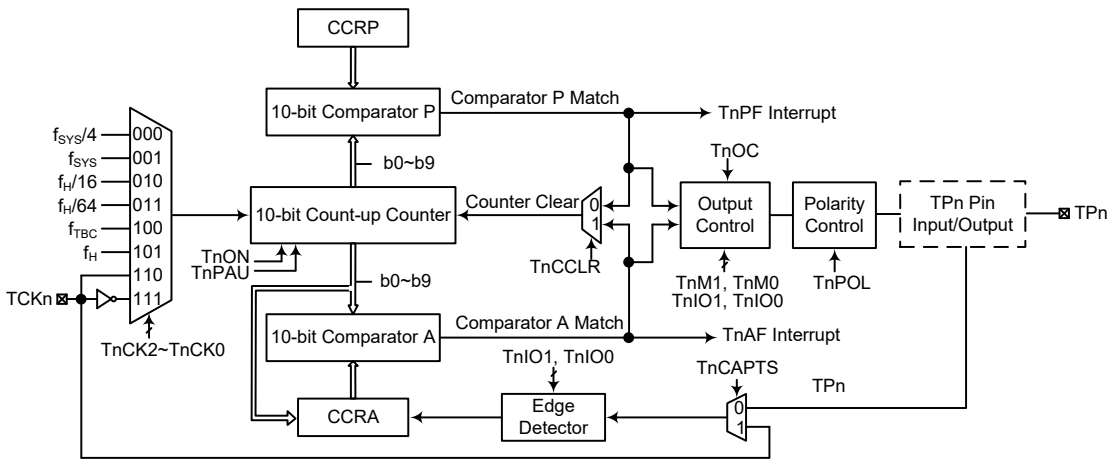 CCRP
10-bit Comparator P
Comparator P Match
TnPF Interrupt
b0~b9
TnOC
fSYS/4
000
fSYS
001
fH/16
010
fH/64
011
fTBC
100
fH
101
110
111
TCKn
TnCK2~TnCK0
10-bit Count-up Counter
Counter Clear
0
1
TnCCLR
Output
Control
Polarity
Control
TPn Pin
Input/Output
TPn
TnON
TnPAU
TnM1, TnM0
TnIO1, TnIO0
TnPOL
b0~b9
10-bit Comparator A
Comparator A Match
TnAF Interrupt
TnIO1, TnIO0
TnCAPTS
TPn
CCRA
Edge
Detector
0
1